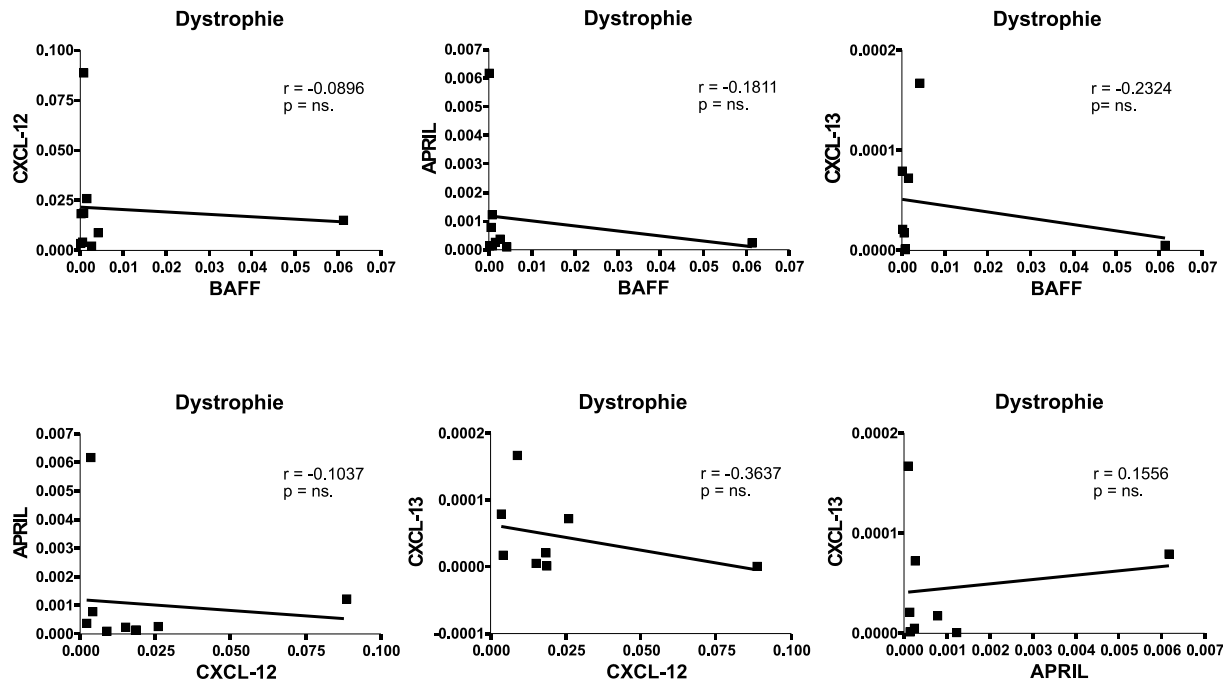 Dystrophie
CXCL-12
0.100
0.075
0.050
0.025
0.000
r = -0.0896
p = ns.
0.00 0.01 0.02 0.03 0.04 0.05 0.06 0.07
BAFF
Dystrophie
APRIL
0.007
0.006
0.005
0.004
0.003
0.002
0.001
0.000
r = -0.1811
p = ns.
0.00 0.01 0.02 0.03 0.04 0.05 0.06 0.07
BAFF
Dystrophie
CXCL-13
0.0002
0.0001
0.0000
r = -0.2324
p= ns.
0.00 0.01 0.02 0.03 0.04 0.05 0.06 0.07
BAFF
Dystrophie
APRIL
0.007
0.006
0.005
0.004
0.003
0.002
0.001
0.000
r = -0.1037
p = ns.
0.000 0.025 0.050 0.075 0.100
CXCL-12
Dystrophie
CXCL-13
0.0002
0.0001
0.0000
-0.0001
r = -0.3637
p = ns.
0.000 0.025 0.050 0.075 0.100
CXCL-12
Dystrophie
CXCL-13
0.0002
0.0001
0.0000
r = 0.1556
p = ns.
0.000 0.001 0.002 0.003 0.004 0.005 0.006 0.007
APRIL